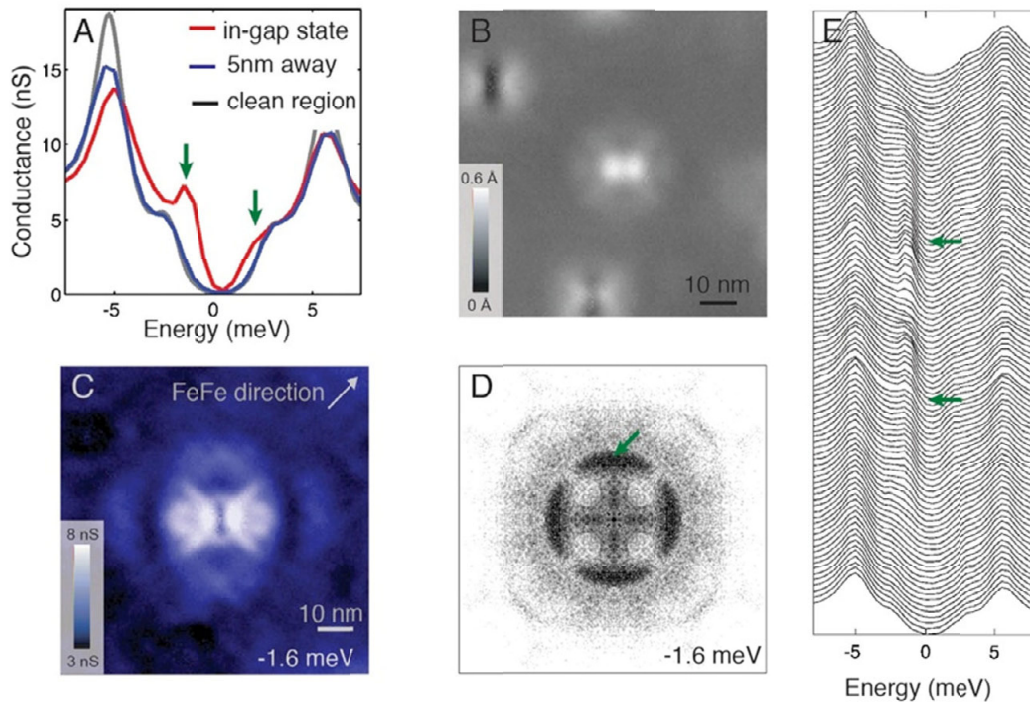 A
in-gap state
5nm away
clean region
15
10
5
0
Conductance (nS)
-5
0
5
Energy (meV)
B
0.6 Å
0 Å
10 nm
C
FeFe direction
8 nS
3 nS
10 nm
-1.6 meV
D
-1.6 meV
E
-5
0
5
Energy (meV)